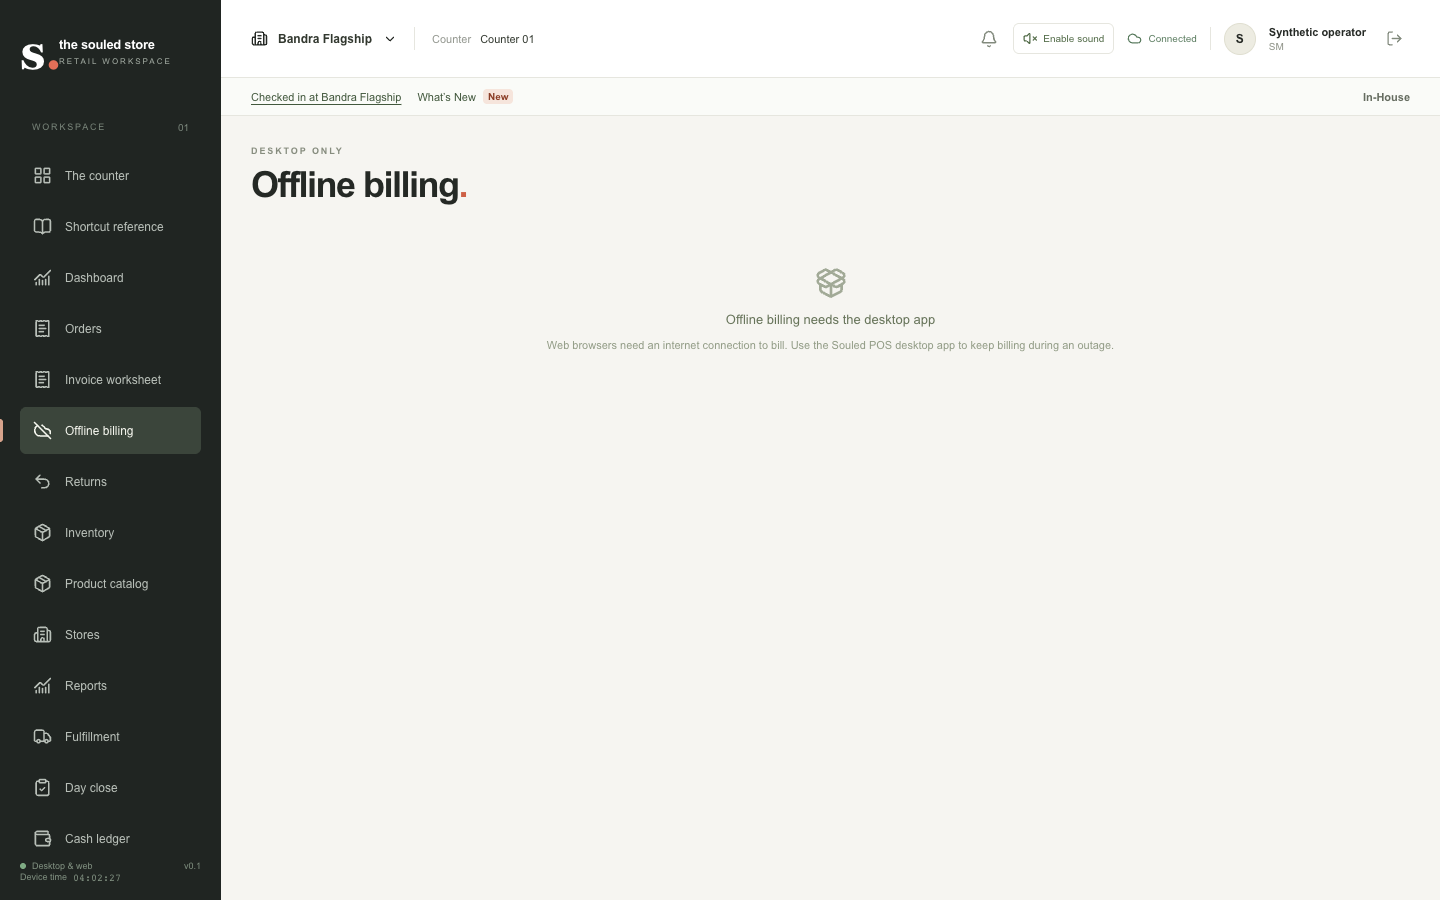 S.
the souled store
RETAIL WORKSPACE
WORKSPACE 01
The counter
Shortcut reference
Dashboard
Orders
Invoice worksheet
Offline billing
Returns
Inventory
Product catalog
Stores
Reports
Fulfillment
Day close
Cash ledger
Desktop & web v0.1
Device time 04:02:27
Bandra Flagship Counter Counter 01
Enable sound Connected S Synthetic operator
SM
Checked in at Bandra Flagship What's New New In-House
DESKTOP ONLY
Offline billing.
Offline billing needs the desktop app
Web browsers need an internet connection to bill. Use the Souled POS desktop app to keep billing during an outage.